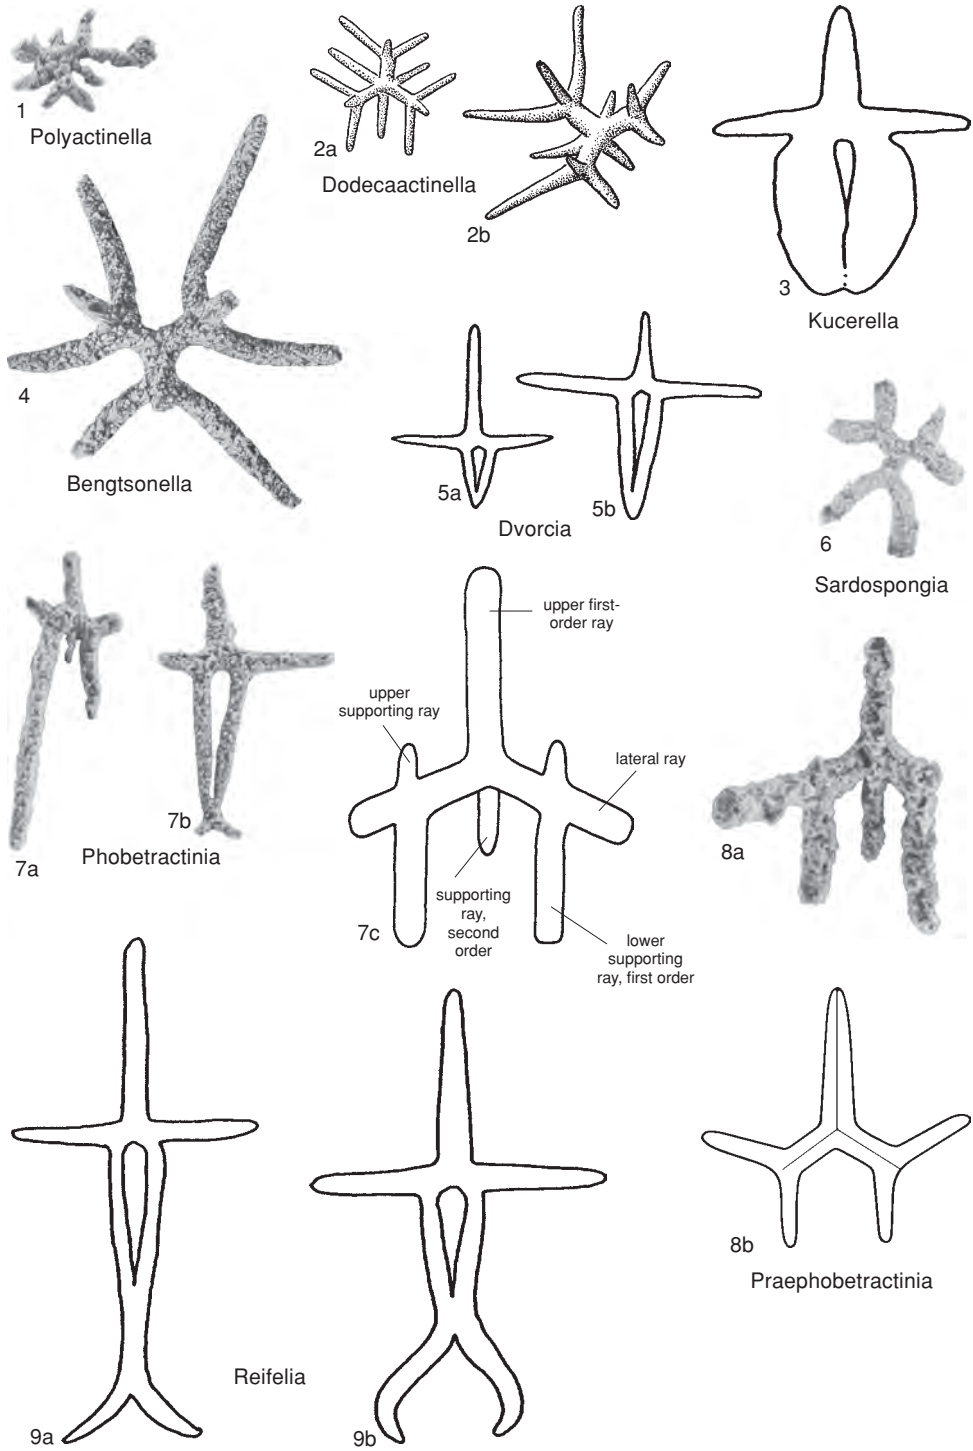 1
Polyactinella
2a
Dodecaactinella
2b
3
Kucerella
4
Bengtsonella
5a
5b
Dvorcia
6
Sardospongia
7a
7b
Phobetractinia
upper first-
order ray
upper
supporting ray
lateral ray
supporting
ray,
second
order
lower
supporting
ray, first order
7c
8a
8b
Praephobetractinia
9a
Reifelia
9b